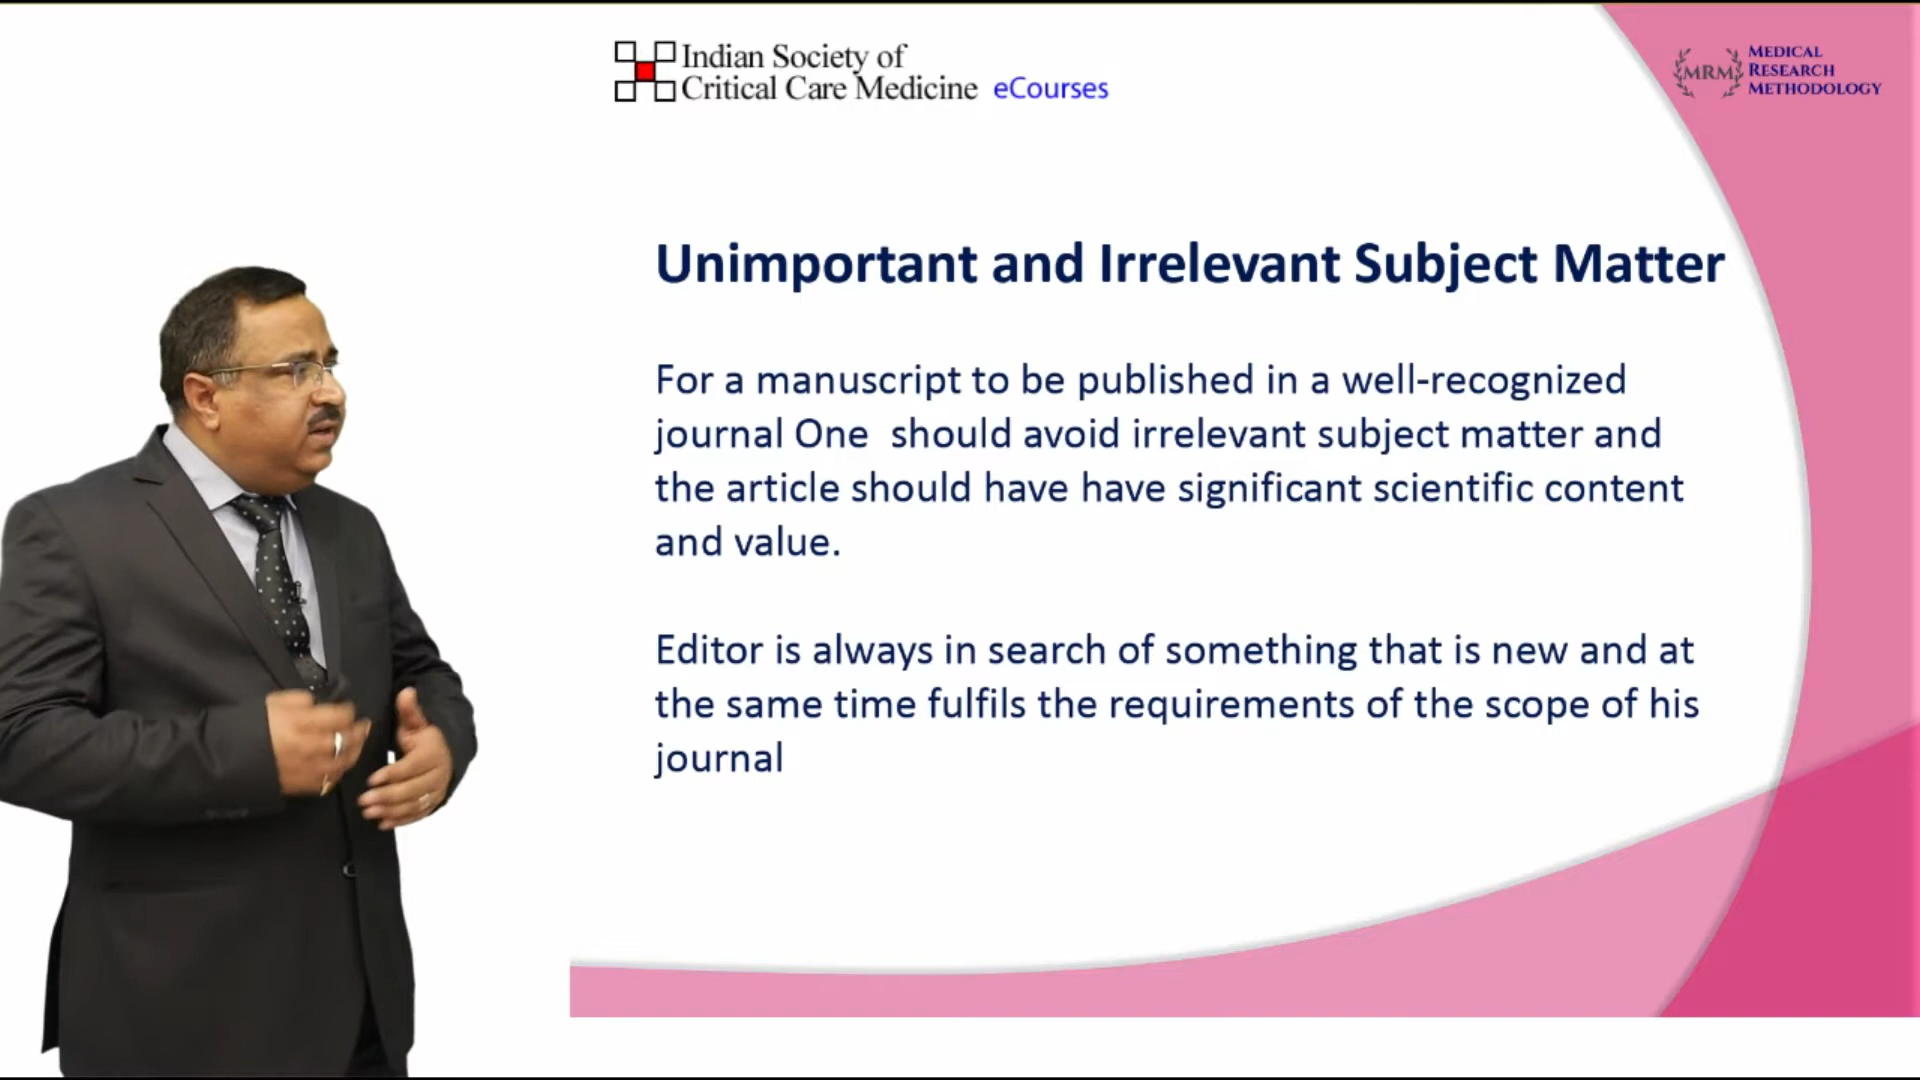 Indian Society of
Critical Care Medicine eCourses
MRM
MEDICAL
RESEARCH
METHODOLOGY
Unimportant and Irrelevant Subject Matter
For a manuscript to be published in a well-recognized
journal One  should avoid irrelevant subject matter and
the article should have have significant scientific content
and value.
Editor is always in search of something that is new and at
the same time fulfils the requirements of the scope of his
journal